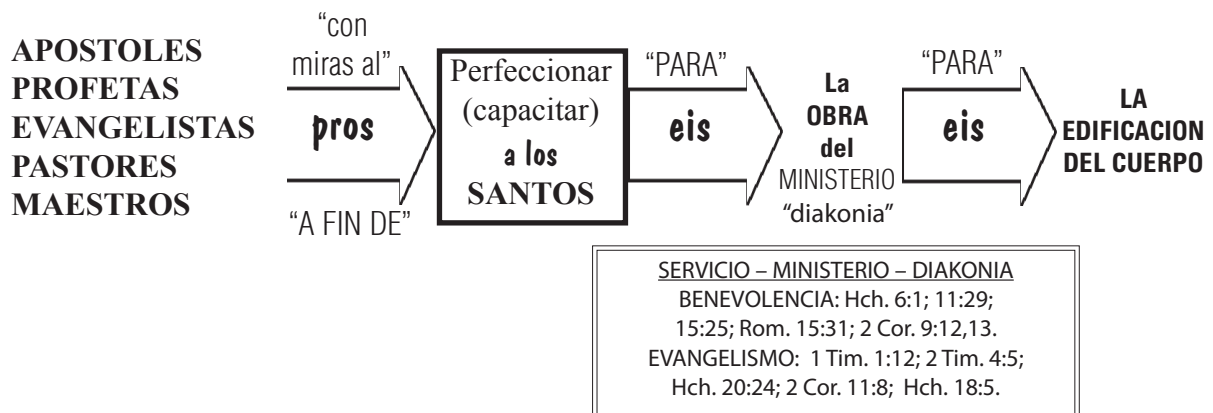 APOSTOLES
PROFETAS
EVANGELISTAS
PASTORES
MAESTROS
“con
miras al”
pros
“A FIN DE”
Perfeccionar
(capacitar)
a los
SANTOS
“PARA”
eis
La
OBRA
del
MINISTERIO
“diakonia”
“PARA”
eis
LA
EDIFICACION
DEL CUERPO
SERVICIO – MINISTERIO – DIAKONIA
BENEVOLENCIA: Hch. 6:1; 11:29;
15:25; Rom. 15:31; 2 Cor. 9:12,13.
EVANGELISMO: 1 Tim. 1:12; 2 Tim. 4:5;
Hch. 20:24; 2 Cor. 11:8; Hch. 18:5.